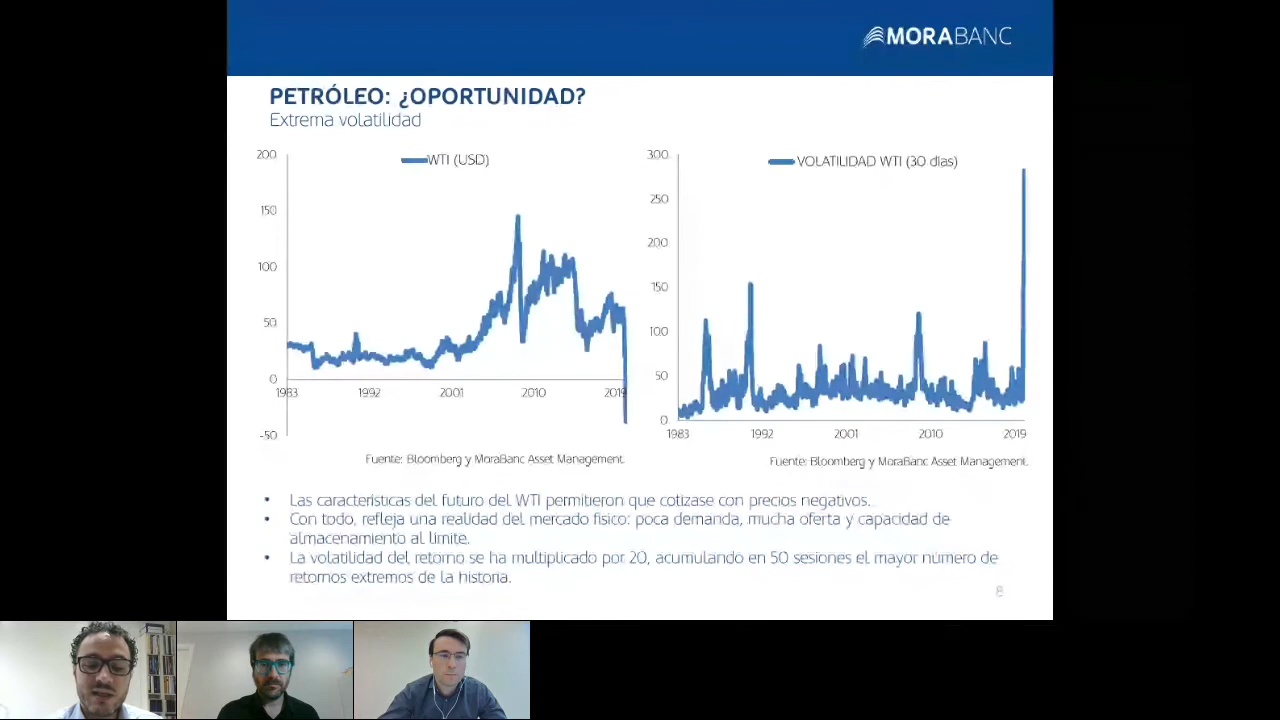 MORABANC
PETRÓLEO: ¿OPORTUNIDAD?
Extrema volatilidad
WTI (USD)
200
150
100
50
0
-50
1983 1992 2001 2010 2019
Fuente: Bloomberg y MoraBanc Asset Management.
VOLATILIDAD WTI (30 días)
300
250
200
150
100
50
0
1983 1992 2001 2010 2019
Fuente: Bloomberg y MoraBanc Asset Management.
• Las características del futuro del WTI permitieron que cotizase con precios negativos.
• Con todo, refleja una realidad del mercado físico: poca demanda, mucha oferta y capacidad de
almacenamiento al límite.
• La volatilidad del retorno se ha multiplicado por 20, acumulando en 50 sesiones el mayor número de
retornos extremos de la historia.
8